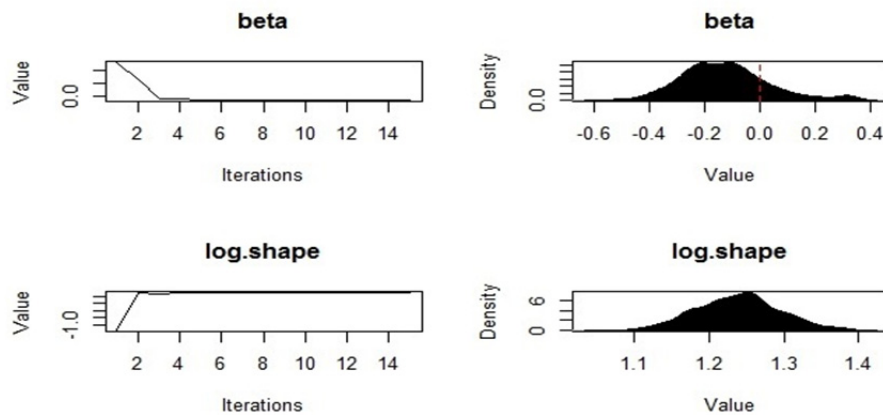 beta
Value
0.0
2 4 6 8 10 12 14
Iterations
beta
Density
0.0
-0.6 -0.4 -0.2 0.0 0.2 0.4
Value
log.shape
Value
-1.0
2 4 6 8 10 12 14
Iterations
log.shape
Density
6
0
1.1 1.2 1.3 1.4
Value